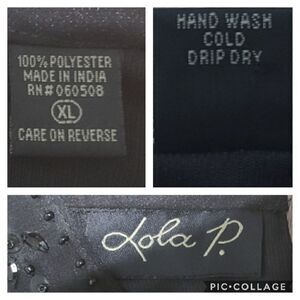 100% POLYESTER
MADE IN INDIA
RN# 060508
XL
CARE ON REVERSE
HAND WASH
COLD
DRIP DRY
Lola P.
PIC•COLLAGE